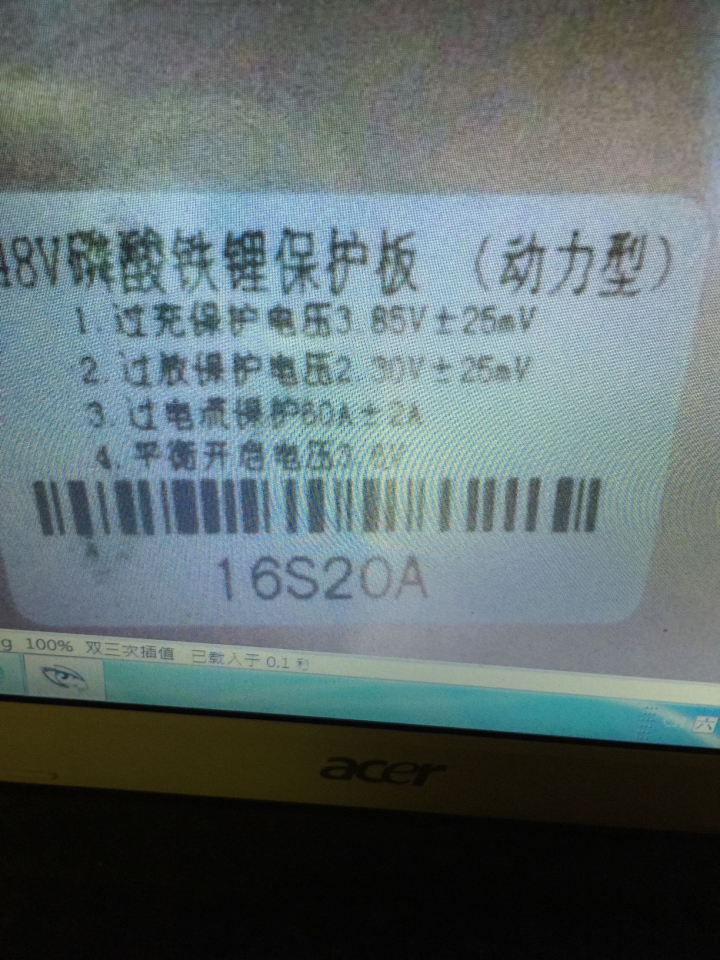 48V磷酸铁锂保护板（动力型）
1.过充保护电压3.85V±25mV
2.过放保护电压2.30V±25mV
3.过电流保护60A±2A
4.平衡开启电压3.6V
16S20A
g 100% 双三次插值 已载入于 0.1 秒
六
acer